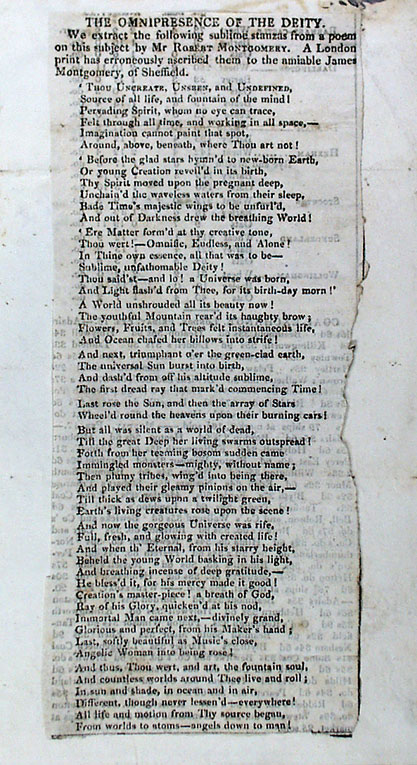 THE OMNIPRESENCE OF THE DEITY.
We extract the following sublime stanzas from a poem
on this subject by Mr ROBERT MONTGOMERY. A London
print has erroneously ascribed them to the amiable James
Montgomery, of Sheffield.
' THOU UNCREATE, UNSEEN, and UNDEFINED,
Source of all life, and fountain of the mind!
Pervading Spirit, whom no eye can trace,
Felt through all time, and working in all space,—
Imagination cannot paint that spot,
Around, above, beneath, where Thou art not!
' Before the glad stars hymn'd to new-born Earth,
Or young Creation revell'd in its birth,
Thy Spirit moved upon the pregnant deep,
Unchain'd the waveless waters from their sleep,
Bade Time's majestic wings to be unfurl'd,
And out of Darkness drew the breathing World!
' Ere Matter form'd at thy creative tone,
Thou wert!—Omnific, Endless, and Alone!
In Thine own essence, all that was to be—
Sublime, unfathomable Deity!
Thou said'st—and lo! a Universe was born,
And Light flash'd from Thee, for its birth-day morn!'
A World unshrouded all its beauty now!
The youthful Mountain rear'd its haughty brow;
Flowers, Fruits, and Trees felt instantaneous life,
And Ocean chafed her billows into strife!
And next, triumphant o'er the green-clad earth,
The universal Sun burst into birth,
And dash'd from off his altitude sublime,
The first dread ray that mark'd commencing Time!
Last rose the Sun, and then the array of Stars
Wheel'd round the heavens upon their burning cars!
But all was silent as a world of dead,
Till the great Deep her living swarms outspread!
Forth from her teeming bosom sudden came
Immingled monsters—mighty, without name;
Then plumy tribes, wing'd into being there,
And played their gleamy pinions on the air,—
Till thick as dews upon a twilight green,
Earth's living creatures rose upon the scene!
And now the gorgeous Universe was rife,
Full, fresh, and glowing with created life!
And when th' Eternal, from his starry height,
Beheld the young World basking in his light,
And breathing incense of deep gratitude,—
He bless'd it, for his mercy made it good!
Creation's master-piece! a breath of God,
Ray of his Glory, quicken'd at his nod,
Immortal Man came next,—divinely grand,
Glorious and perfect, from his Maker's hand;
Last, softly beautiful as Music's close,
Angelic Woman into being rose!
And thus, Thou wert, and art, the fountain soul,
And countless worlds around Thee live and roll;
In sun and shade, in ocean and in air,
Different, though never lessen'd—everywhere!
All life and motion from Thy source began,
From worlds to atoms—angels down to man!